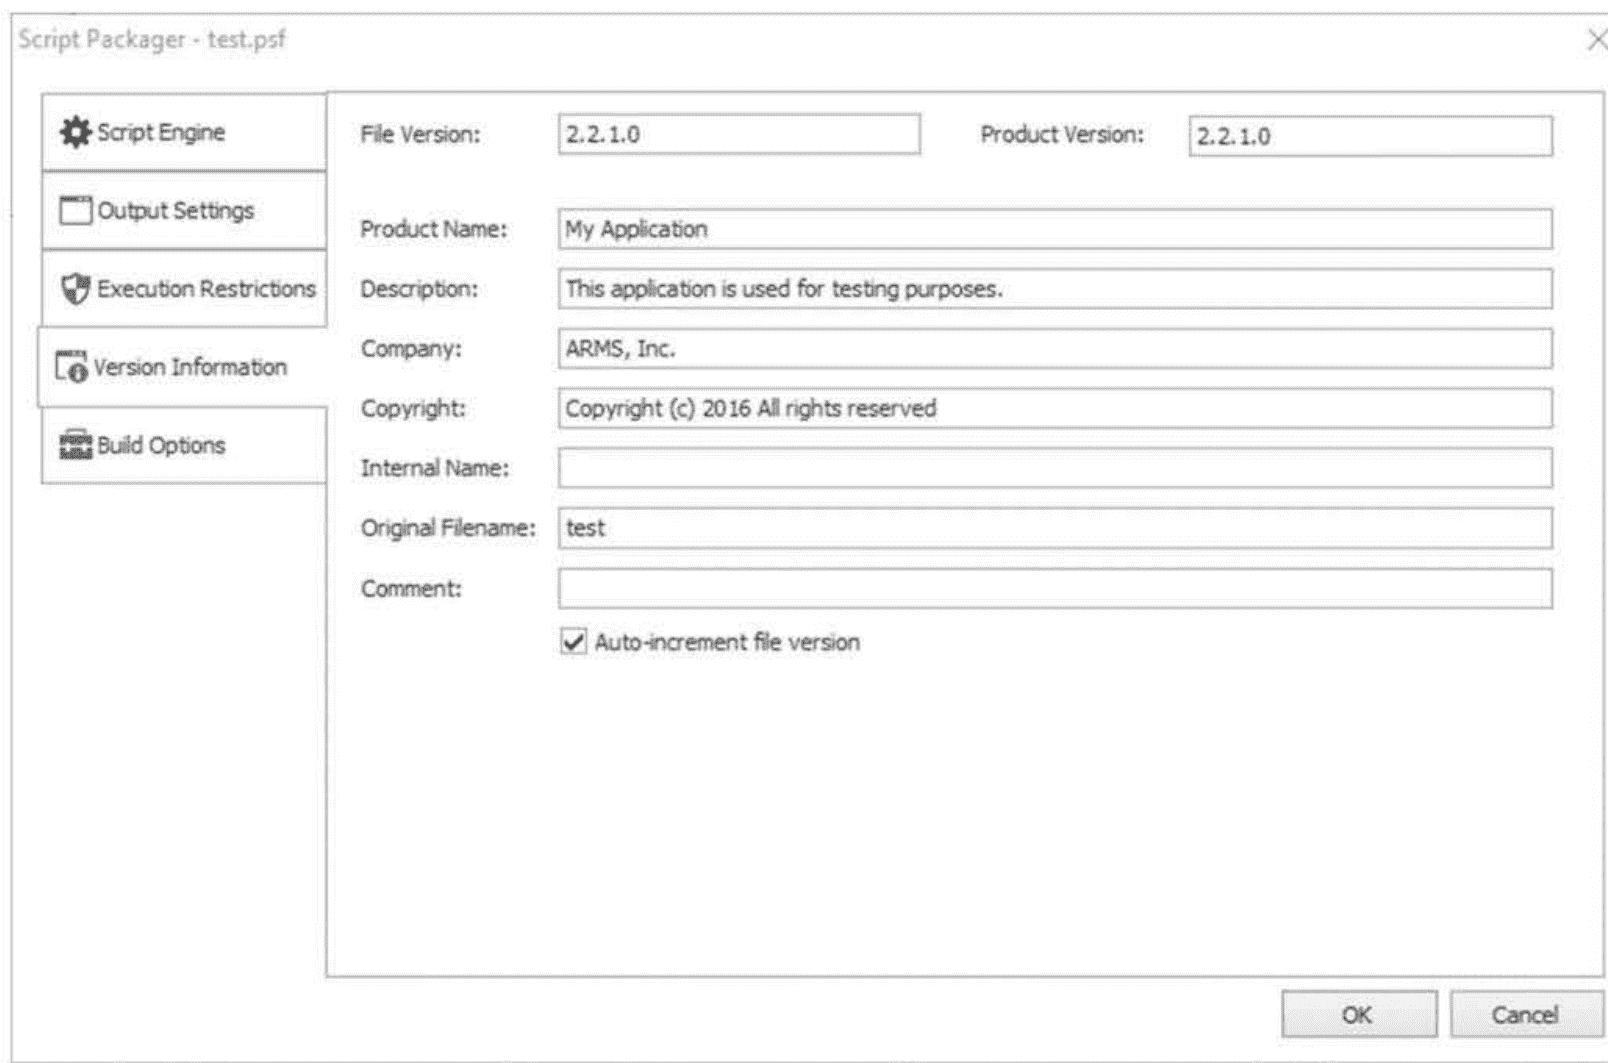 Script Packager - test.psf
Script Engine
Output Settings
Execution Restrictions
Version Information
Build Options
File Version: 2.2.1.0 Product Version: 2.2.1.0
Product Name: My Application
Description: This application is used for testing purposes.
Company: ARMS, Inc.
Copyright: Copyright (c) 2016 All rights reserved
Internal Name:
Original Filename: test
Comment:
Auto-increment file version
OK Cancel